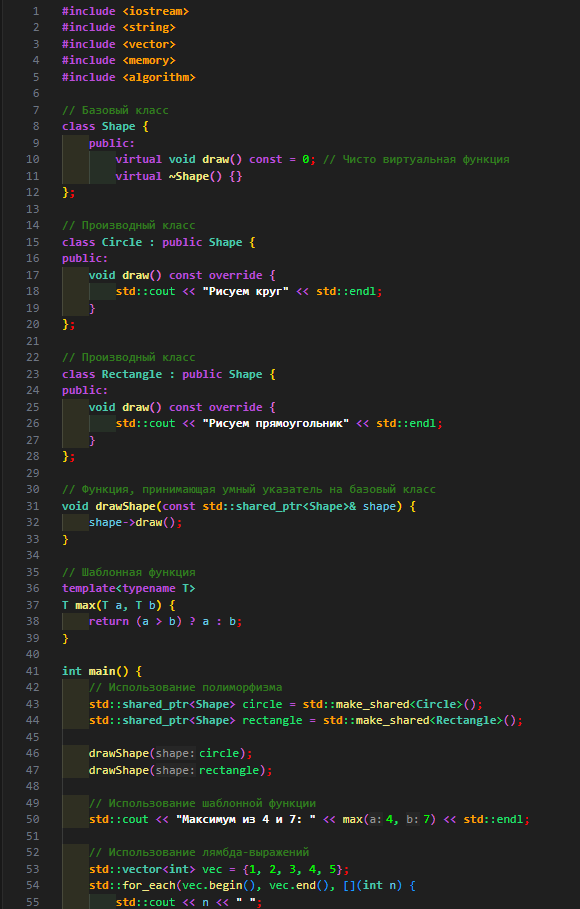 1 #include <iostream>
2 #include <string>
3 #include <vector>
4 #include <memory>
5 #include <algorithm>
6
7 // Базовый класс
8 class Shape {
9     public:
10         virtual void draw() const = 0; // Чисто виртуальная функция
11         virtual ~Shape() {}
12 };
13
14 // Производный класс
15 class Circle : public Shape {
16 public:
17     void draw() const override {
18         std::cout << "Рисуем круг" << std::endl;
19     }
20 };
21
22 // Производный класс
23 class Rectangle : public Shape {
24 public:
25     void draw() const override {
26         std::cout << "Рисуем прямоугольник" << std::endl;
27     }
28 };
29
30 // Функция, принимающая умный указатель на базовый класс
31 void drawShape(const std::shared_ptr<Shape>& shape) {
32     shape->draw();
33 }
34
35 // Шаблонная функция
36 template<typename T>
37 T max(T a, T b) {
38     return (a > b) ? a : b;
39 }
40
41 int main() {
42     // Использование полиморфизма
43     std::shared_ptr<Shape> circle = std::make_shared<Circle>();
44     std::shared_ptr<Shape> rectangle = std::make_shared<Rectangle>();
45
46     drawShape(shape: circle);
47     drawShape(shape: rectangle);
48
49     // Использование шаблонной функции
50     std::cout << "Максимум из 4 и 7: " << max(a: 4, b: 7) << std::endl;
51
52     // Использование лямбда-выражений
53     std::vector<int> vec = {1, 2, 3, 4, 5};
54     std::for_each(vec.begin(), vec.end(), [](int n) {
55         std::cout << n << " ";